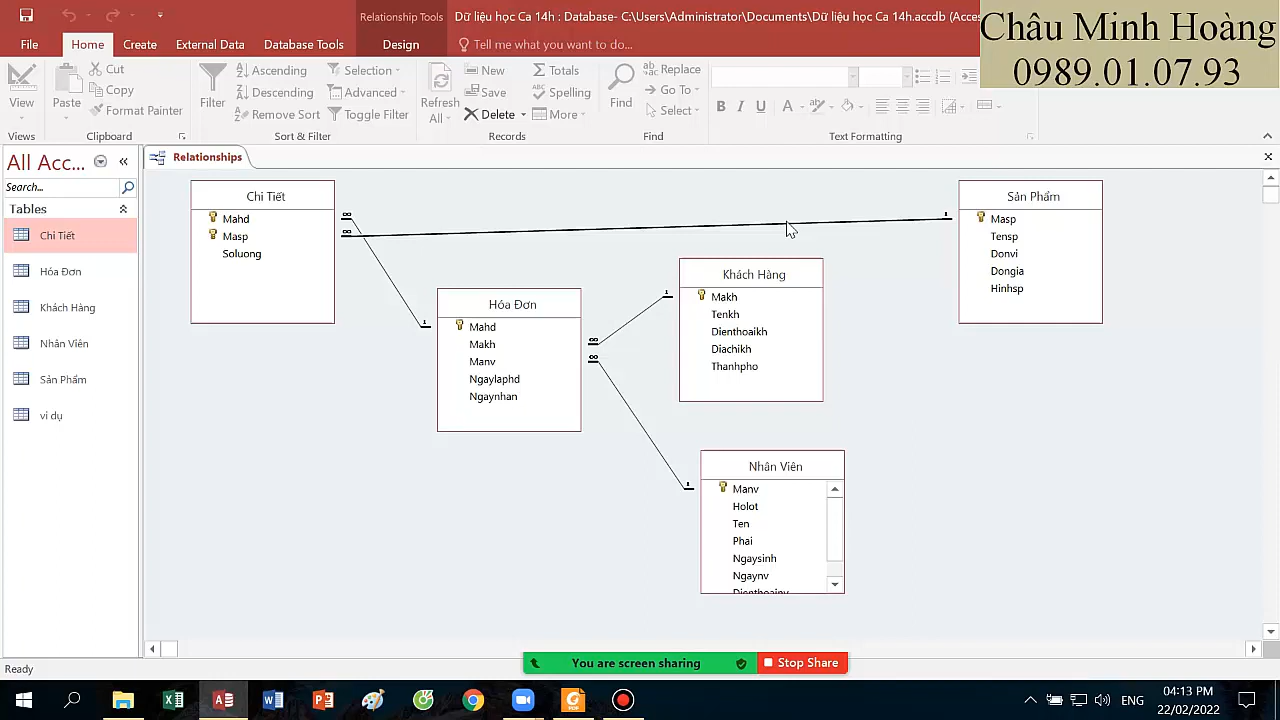 Relationship Tools
Dữ liệu học Ca 14h : Database- C:\Users\Administrator\Documents\Dữ liệu học Ca 14h.accdb (Acces
Châu Minh Hoàng
0989.01.07.93
File
Home
Create
External Data
Database Tools
Design
Tell me what you want to do...
View
Paste
Cut
Copy
Format Painter
Filter
Ascending
Descending
Remove Sort
Selection
Advanced
Toggle Filter
Refresh
All
New
Save
Delete
Totals
Spelling
More
Find
Replace
Go To
Select
B I U A
Views
Clipboard
Sort & Filter
Records
Find
Text Formatting
All Acc...
Search...
Tables
Chi Tiết
Hóa Đơn
Khách Hàng
Nhân Viên
Sản Phẩm
ví dụ
Relationships
Chi Tiết
Mahd
Masp
Soluong
∞
∞
1
1
Hóa Đơn
Mahd
Makh
Manv
Ngaylaphd
Ngaynhan
∞
∞
1
1
Khách Hàng
Makh
Tenkh
Dienthoaikh
Diachikh
Thanhpho
Sản Phẩm
Masp
Tensp
Donvi
Dongia
Hinhsp
Nhân Viên
Manv
Holot
Ten
Phai
Ngaysinh
Ngaynv
Dienthoainv
You are screen sharing
Stop Share
Ready
ENG
04:13 PM
22/02/2022